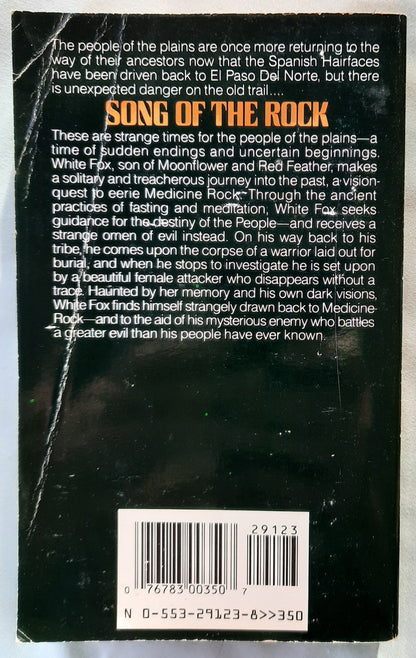 The people of the plains are once more returning to the
way of their ancestors now that the Spanish Hairfaces
have been driven back to El Paso Del Norte, but there
is unexpected danger on the old trail....
SONG OF THE ROCK
These are strange times for the people of the plains—a
time of sudden endings and uncertain beginnings.
White Fox, son of Moonflower and Red Feather, makes
a solitary and treacherous journey into the past, a vision-
quest to eerie Medicine Rock. Through the ancient
practices of fasting and meditation, White Fox seeks
guidance for the destiny of the People—and receives a
strange omen of evil instead. On his way back to his
tribe, he comes upon the corpse of a warrior laid out for
burial, and when he stops to investigate he is set upon
by a beautiful female attacker who disappears without a
trace. Haunted by her memory and his own dark visions,
White Fox finds himself strangely drawn back to Medicine
Rock—and to the aid of his mysterious enemy who battles
a greater evil than his people have ever known.
29123
0 76783 00350 7
N 0-553-29123-8>>350